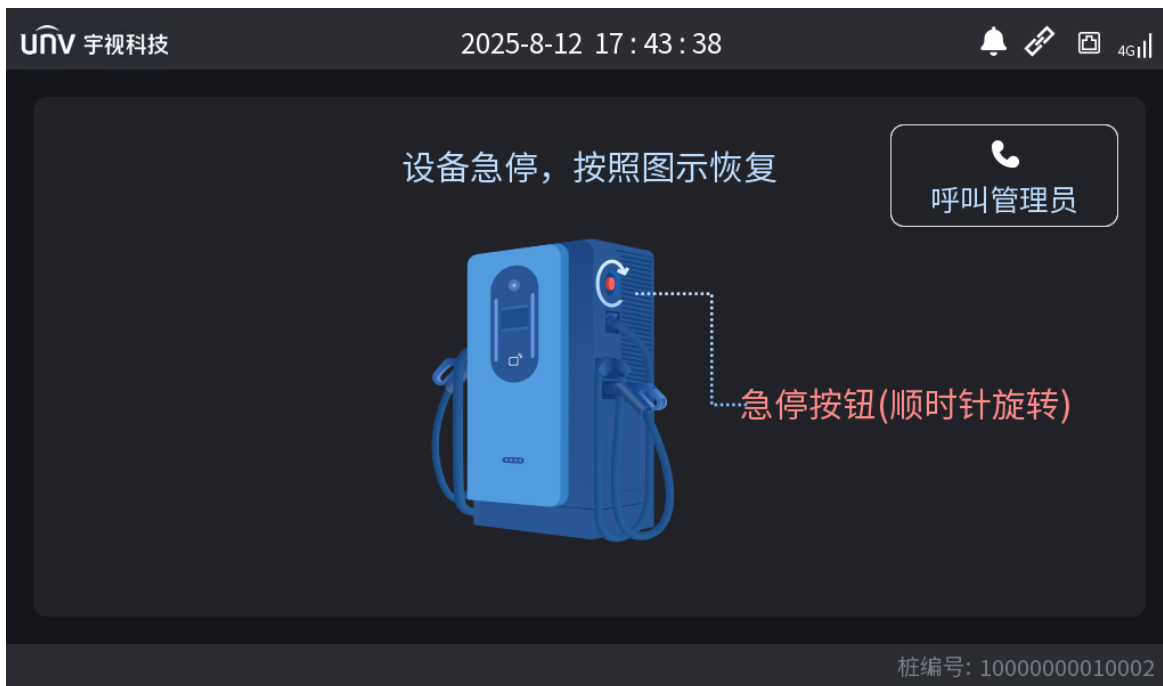 UNV 宇视科技
2025-8-12 17:43:38
4G
设备急停，按照图示恢复
呼叫管理员
急停按钮(顺时针旋转)
桩编号: 10000000010002